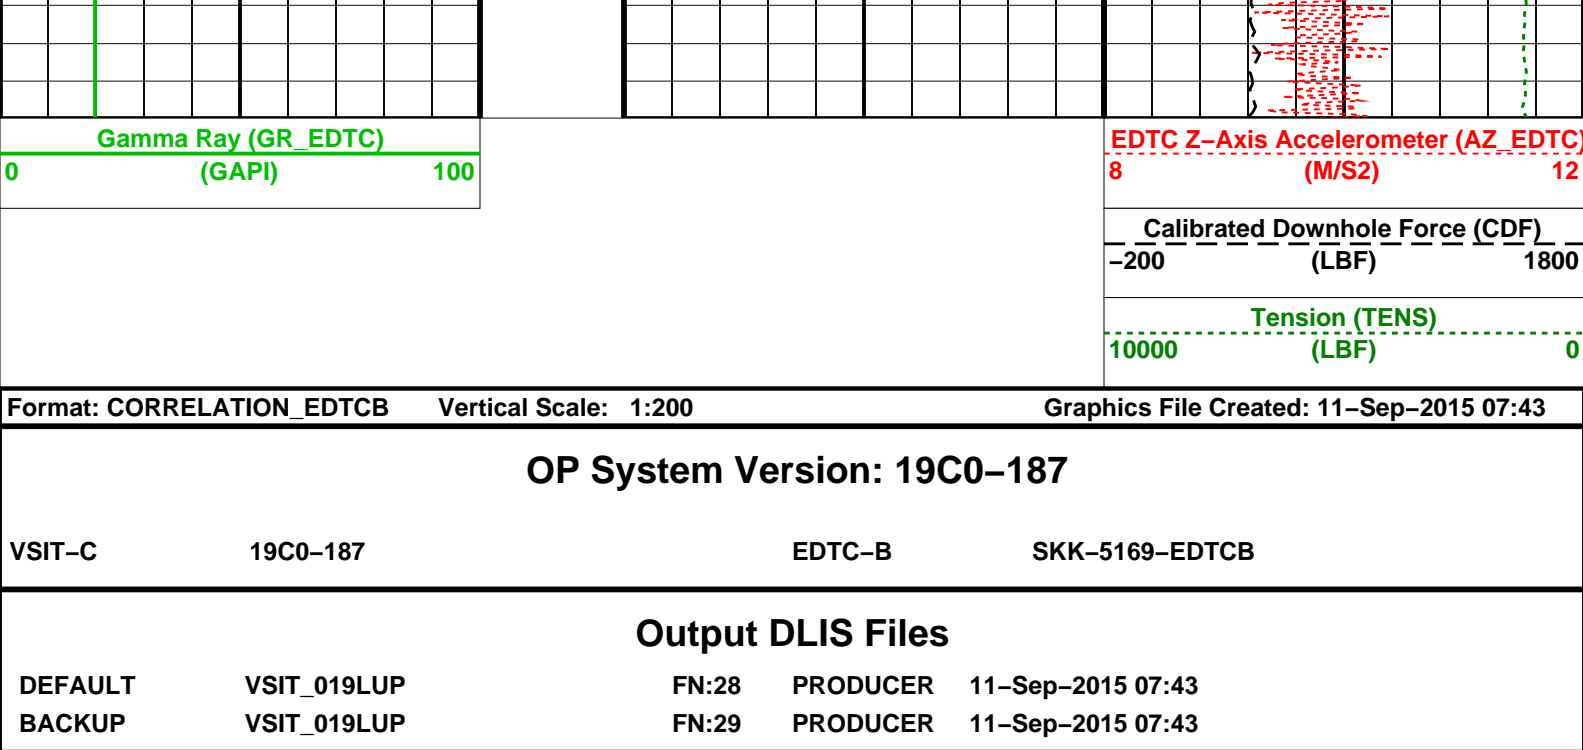 Gamma Ray (GR_EDTC)
0 (GAPI) 100
EDTC Z−Axis Accelerometer (AZ_EDTC)
8 (M/S2) 12
Calibrated Downhole Force (CDF)
−200 (LBF) 1800
Tension (TENS)
10000 (LBF) 0
Format: CORRELATION_EDTCB Vertical Scale: 1:200 Graphics File Created: 11−Sep−2015 07:43
OP System Version: 19C0−187
VSIT−C 19C0−187 EDTC−B SKK−5169−EDTCB
Output DLIS Files
DEFAULT VSIT_019LUP FN:28 PRODUCER 11−Sep−2015 07:43
BACKUP VSIT_019LUP FN:29 PRODUCER 11−Sep−2015 07:43